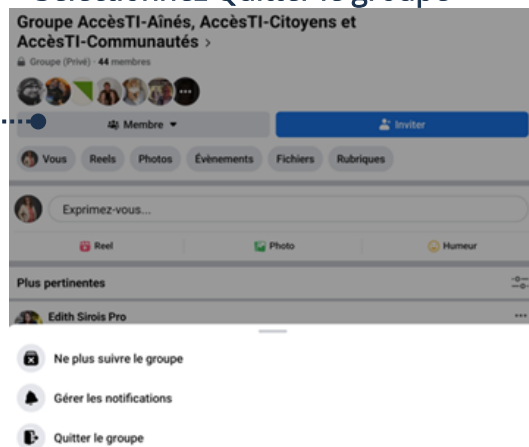 Sélectionnez Quitter le groupe
Groupe AccèsTI-Aînés, AccèsTI-Citoyens et
AccèsTI-Communautés >
Groupe (Privé) · 44 membres
Membre
Inviter
Vous Reels Photos Évènements Fichiers Rubriques
Exprimez-vous...
Reel Photo Humeur
Plus pertinentes
Edith Sirois Pro
Ne plus suivre le groupe
Gérer les notifications
Quitter le groupe